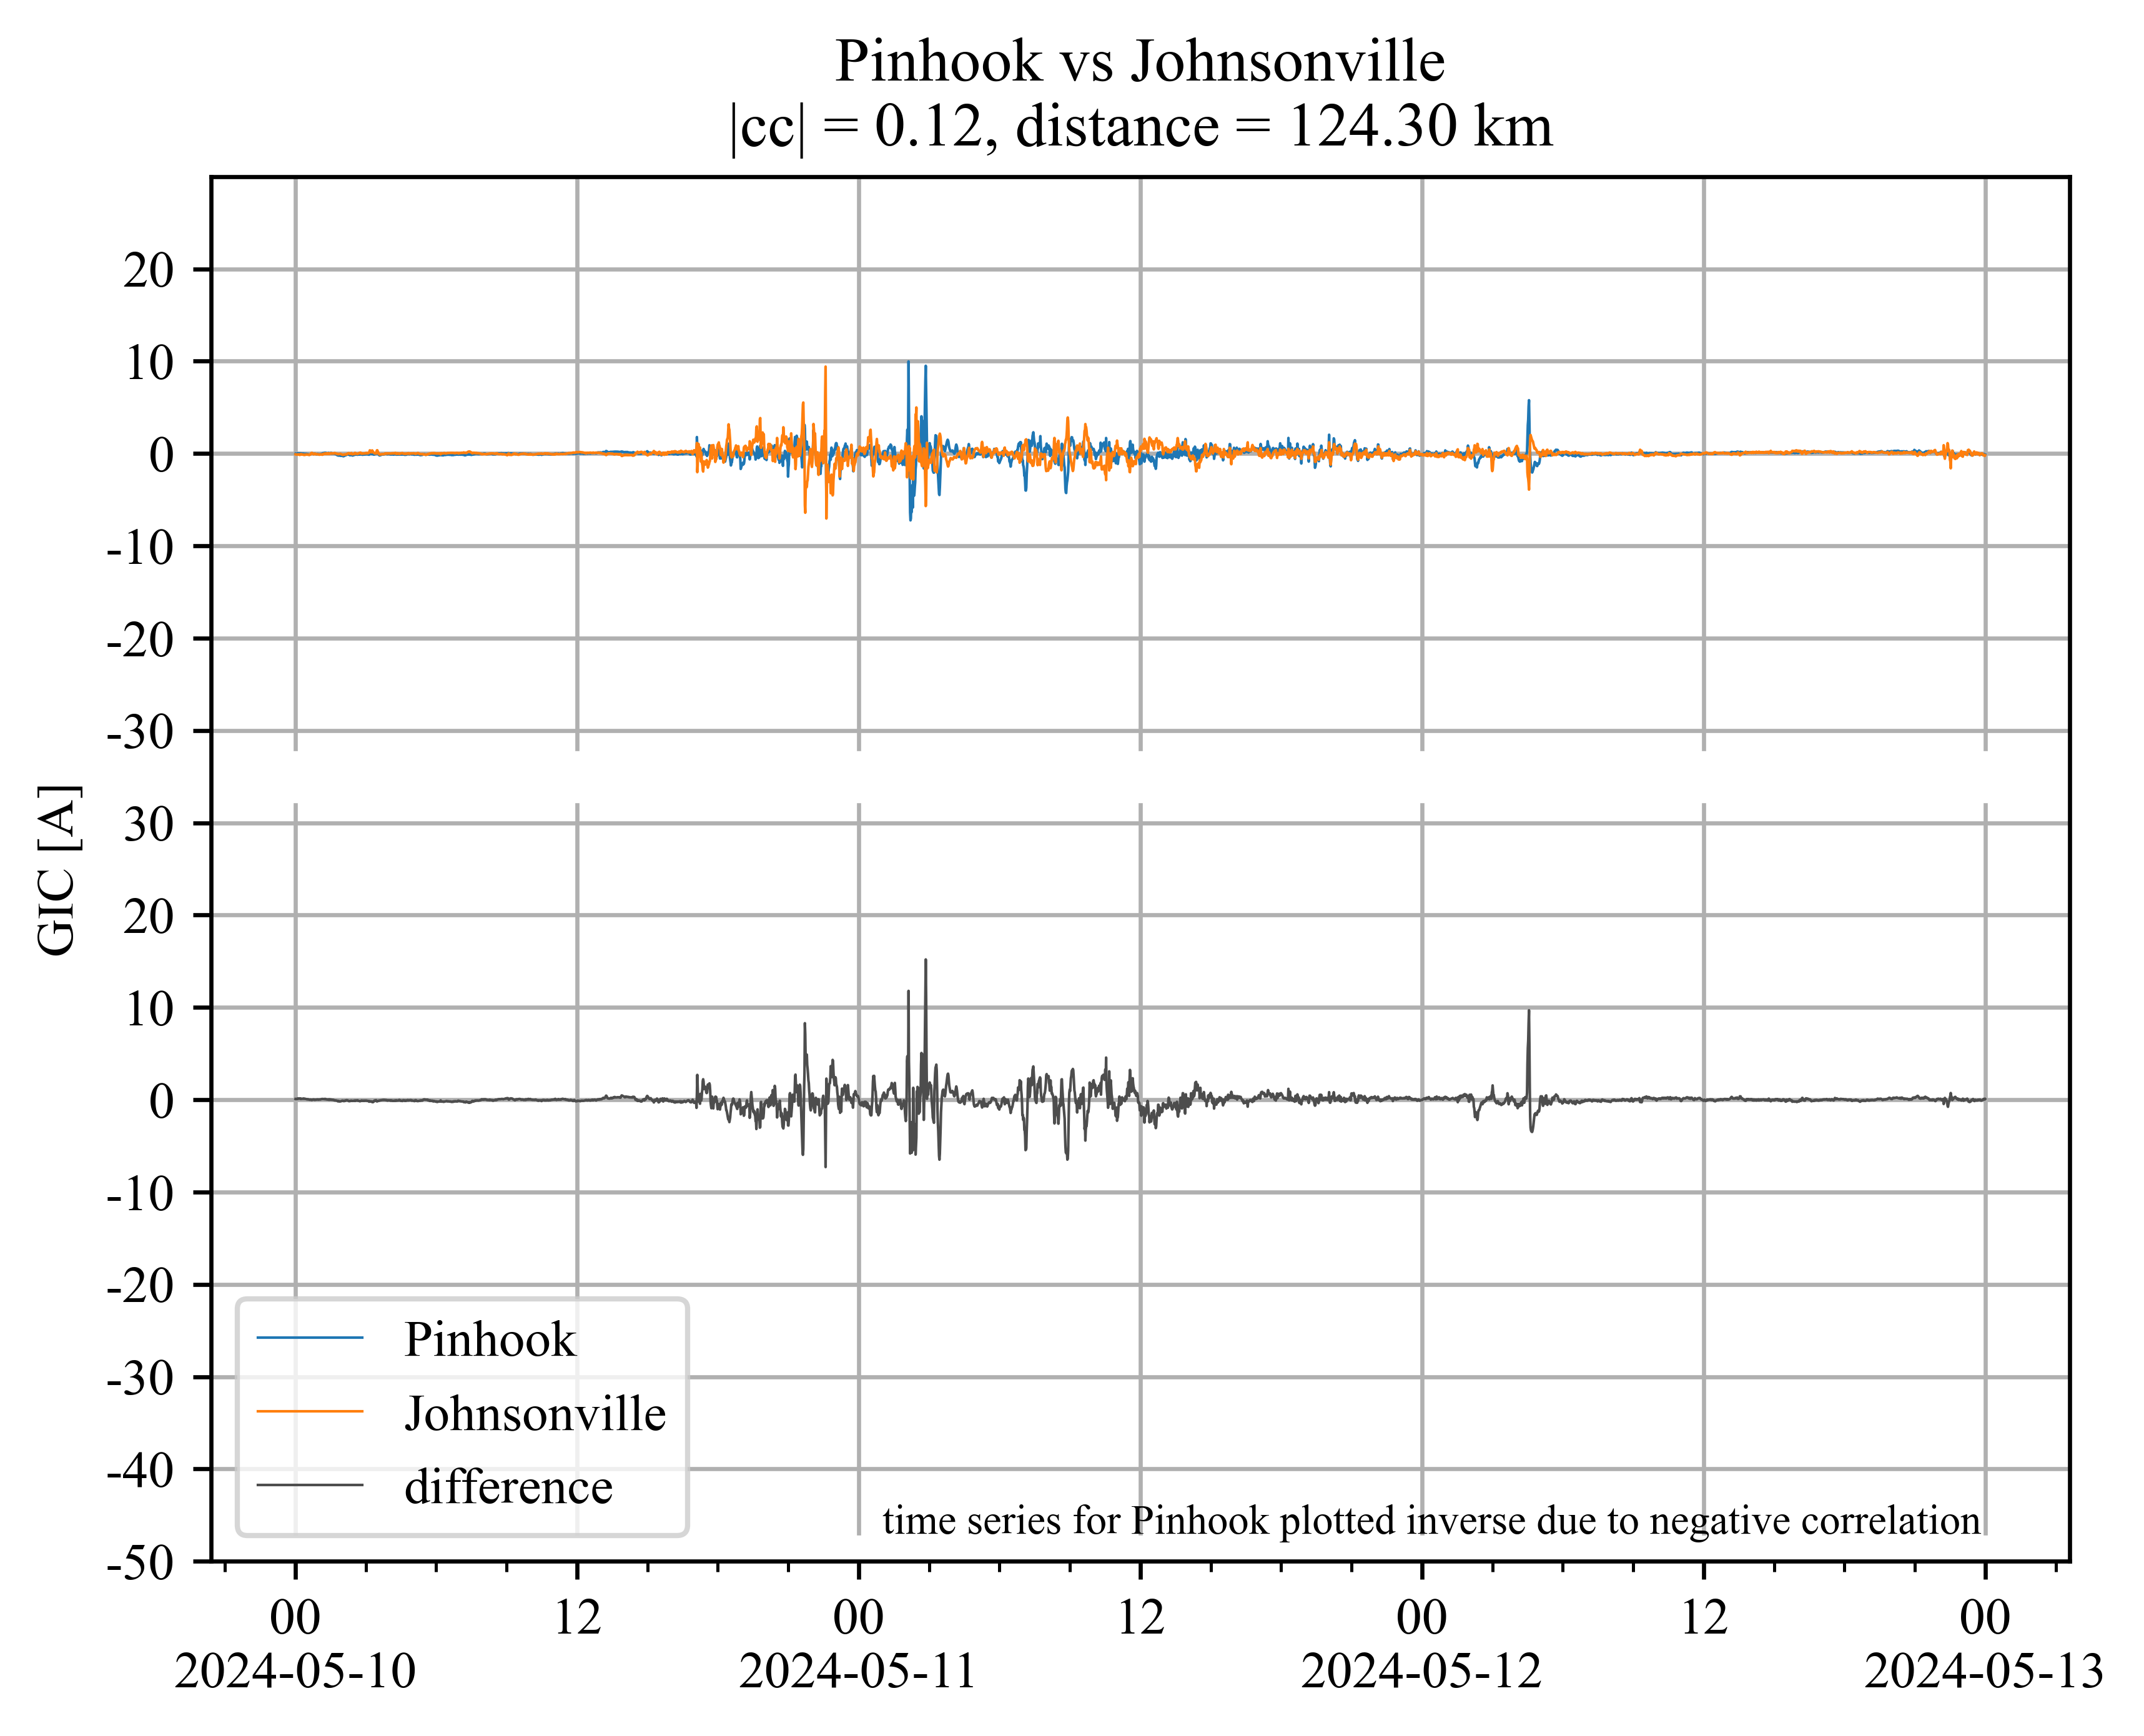 Pinhook vs Johnsonville
|cc| = 0.12, distance = 124.30 km
20
10
0
-10
-20
-30
30
20
10
0
-10
-20
-30
-40
-50
GIC [A]
Pinhook
Johnsonville
difference
time series for Pinhook plotted inverse due to negative correlation
00 12 00 12 00 12 00
2024-05-10 2024-05-11 2024-05-12 2024-05-13